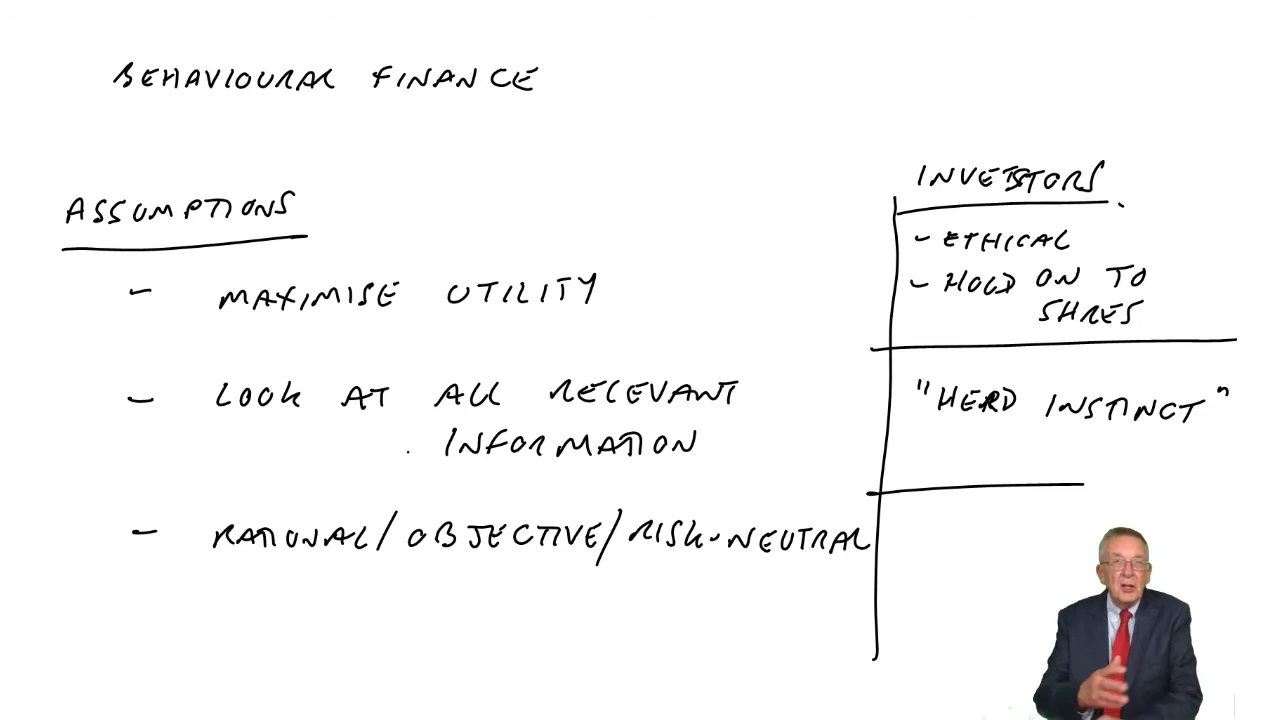 BEHAVIOURAL FINANCE
ASSUMPTIONS
- MAXIMISE UTILITY
- LOOK AT ALL RELEVANT
INFORMATION
- RATIONAL/OBJECTIVE/RISK-NEUTRAL
INVESTORS
- ETHICAL
- HOLD ON TO
SHRES
"HERD INSTINCT"